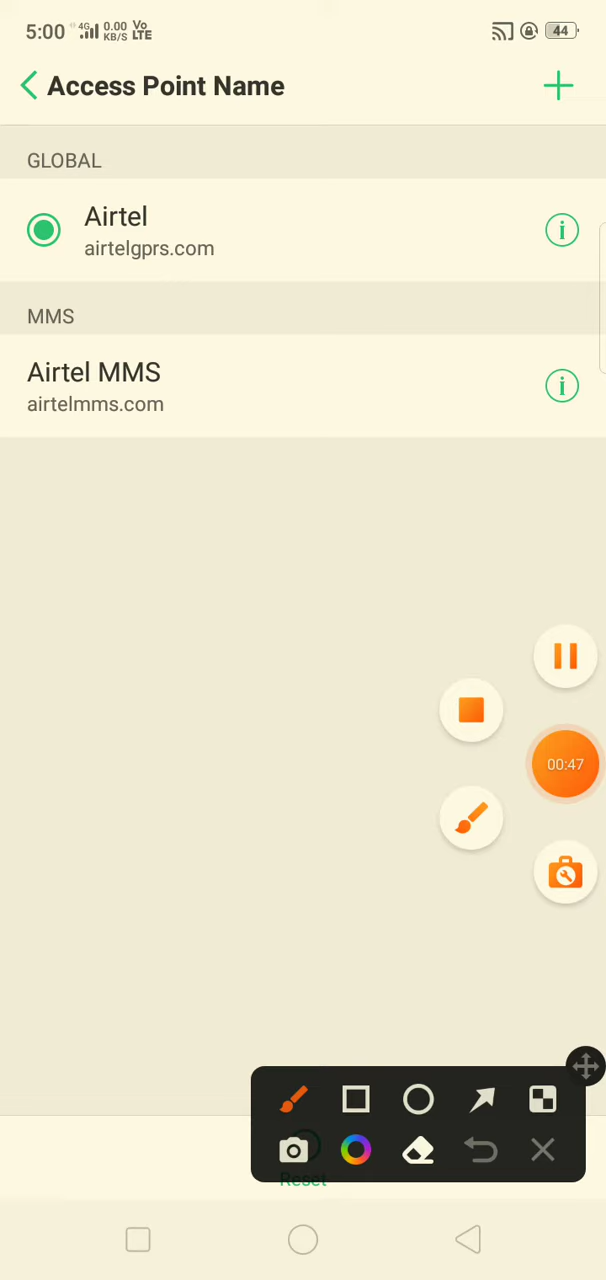 5:00 4G 0.00 KB/S Vo LTE 44
Access Point Name
GLOBAL
Airtel
airtelgprs.com
MMS
Airtel MMS
airtelmms.com
00:47
Reset